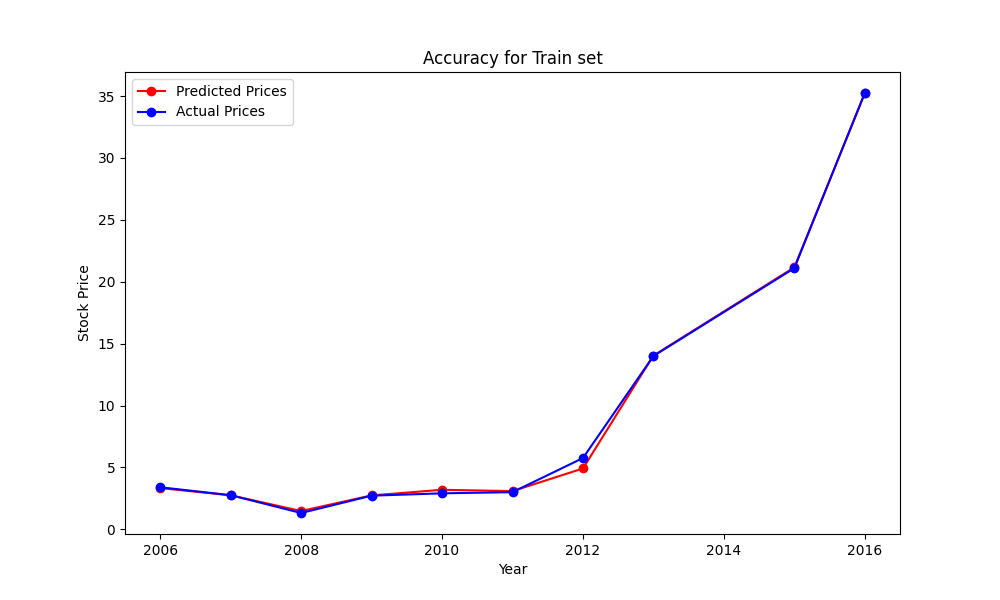 Accuracy for Train set
Predicted Prices
Actual Prices
35
30
25
20
15
10
5
0
Stock Price
2006 2008 2010 2012 2014 2016
Year